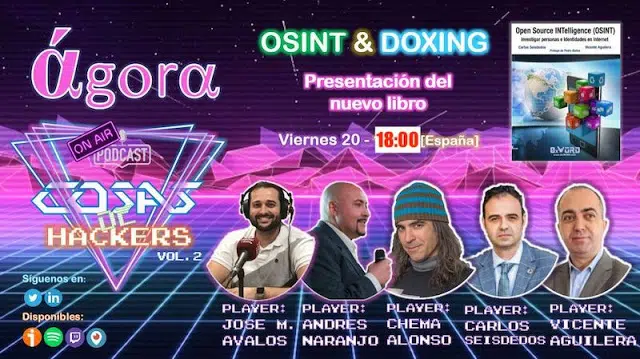 ágora
OSINT & DOXING
Presentación del
nuevo libro
Viernes 20 - 18:00 [España]
Open Source INTelligence (OSINT)
Investigar personas e Identidades en Internet
Carlos Seisdedos
Vicente Aguilera
0xWORD
ON AIR
PODCAST
COSAS
DE
HACKERS
VOL. 2
Síguenos en:
Disponibles:
PLAYER:
JOSE M.
AVALOS
PLAYER:
ANDRES
NARANJO
PLAYER:
CHEMA
ALONSO
PLAYER:
CARLOS
SEISDEDOS
PLAYER:
VICENTE
AGUILERA